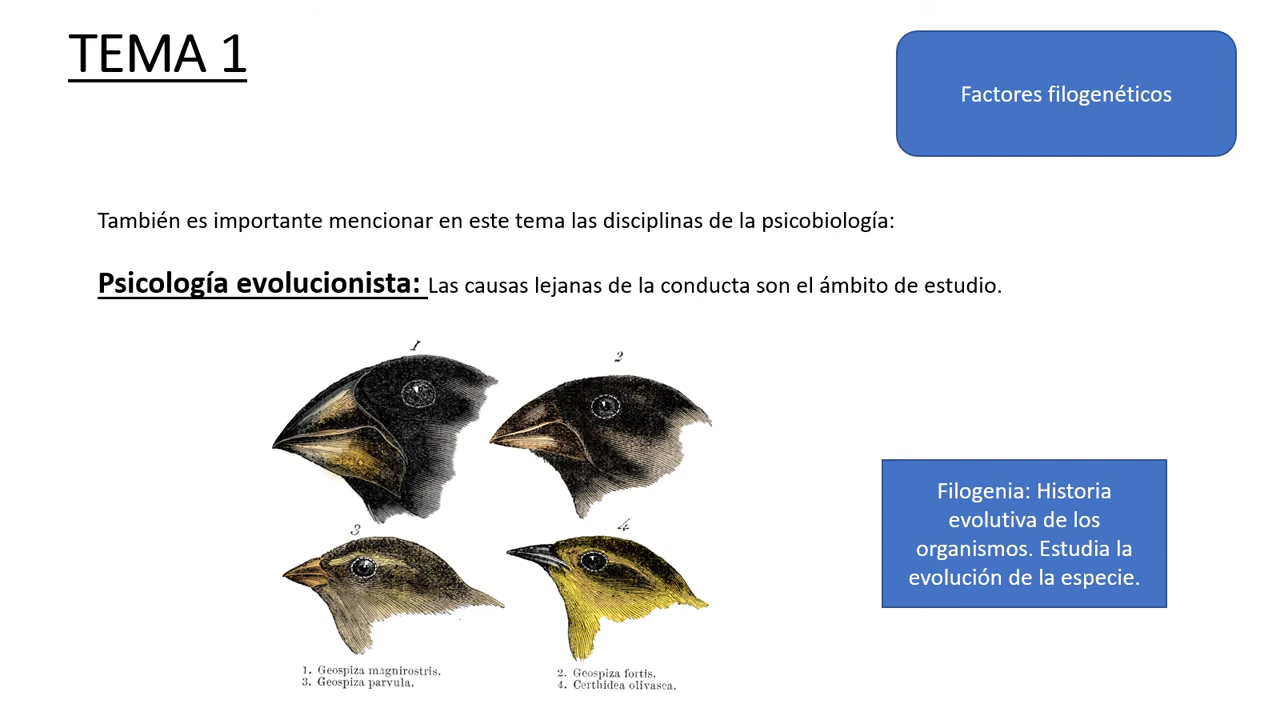 TEMA 1
Factores filogenéticos
También es importante mencionar en este tema las disciplinas de la psicobiología:
Psicología evolucionista: Las causas lejanas de la conducta son el ámbito de estudio.
1
2
3
4
Filogenia: Historia
evolutiva de los
organismos. Estudia la
evolución de la especie.
1. Geospiza magnirostris.
3. Geospiza parvula.
2. Geospiza fortis.
4. Certhidea olivasea.